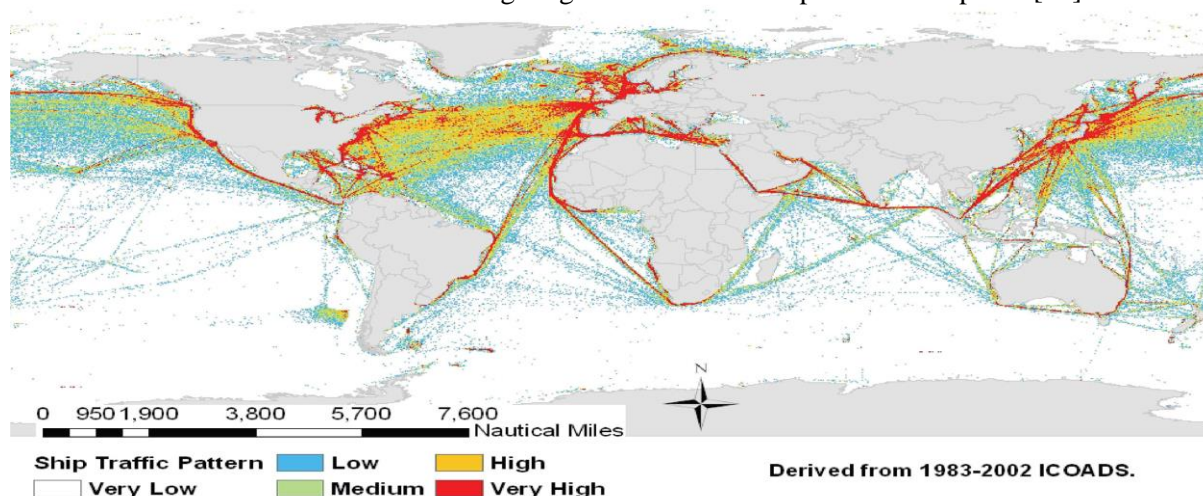 N
0 950 1,900 3,800 5,700 7,600
Nautical Miles
Ship Traffic Pattern Low High
Very Low Medium Very High
Derived from 1983-2002 ICOADS.